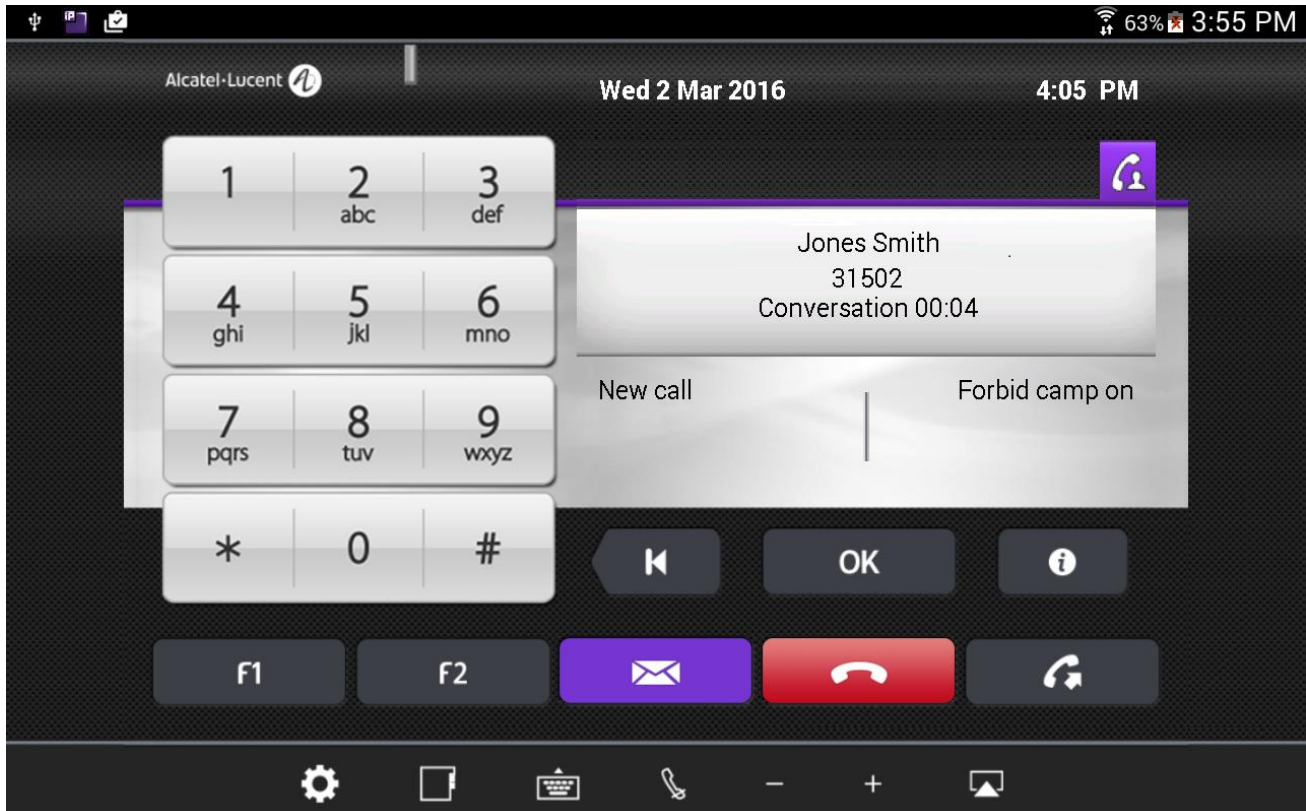 63% 3:55 PM
Alcatel·Lucent
Wed 2 Mar 2016
4:05 PM
1 2 3
abc def
4 5 6
ghi jkl mno
7 8 9
pqrs tuv wxyz
* 0 #
Jones Smith
31502
Conversation 00:04
New call
Forbid camp on
OK
F1
F2
- +